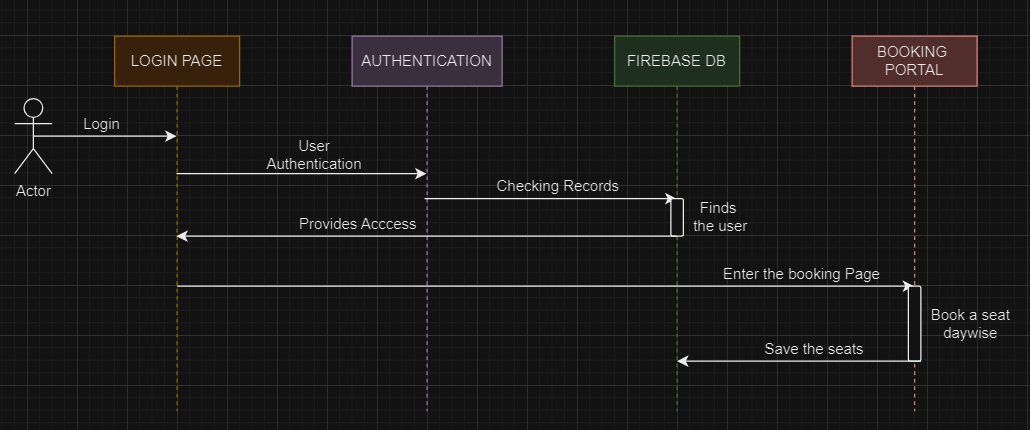 LOGIN PAGE
AUTHENTICATION
FIREBASE DB
BOOKING
PORTAL
Login
User
Authentication
Actor
Checking Records
Finds
the user
Provides Acccess
Enter the booking Page
Book a seat
daywise
Save the seats